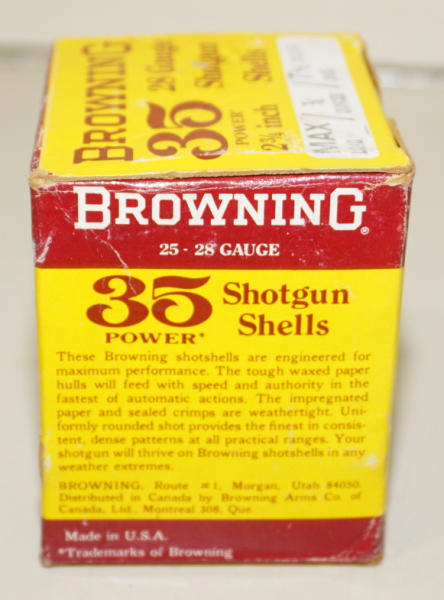 BROWNING
28 Gauge
35
Shotgun
Shells
POWER
2¾ inch
MAX
BROWNING®
25 - 28 GAUGE
35 Shotgun
POWER* Shells
These Browning shotshells are engineered for
maximum performance. The tough waxed paper
hulls will feed with speed and authority in the
fastest of automatic actions. The impregnated
paper and sealed crimps are weathertight. Uni-
formly rounded shot provides the finest in consis-
tent, dense patterns at all practical ranges. Your
shotgun will thrive on Browning shotshells in any
weather extremes.
BROWNING, Route #1, Morgan, Utah 84050.
Distributed in Canada by Browning Arms Co. of
Canada, Ltd., Montreal 308, Que.
Made in U.S.A.
*Trademarks of Browning